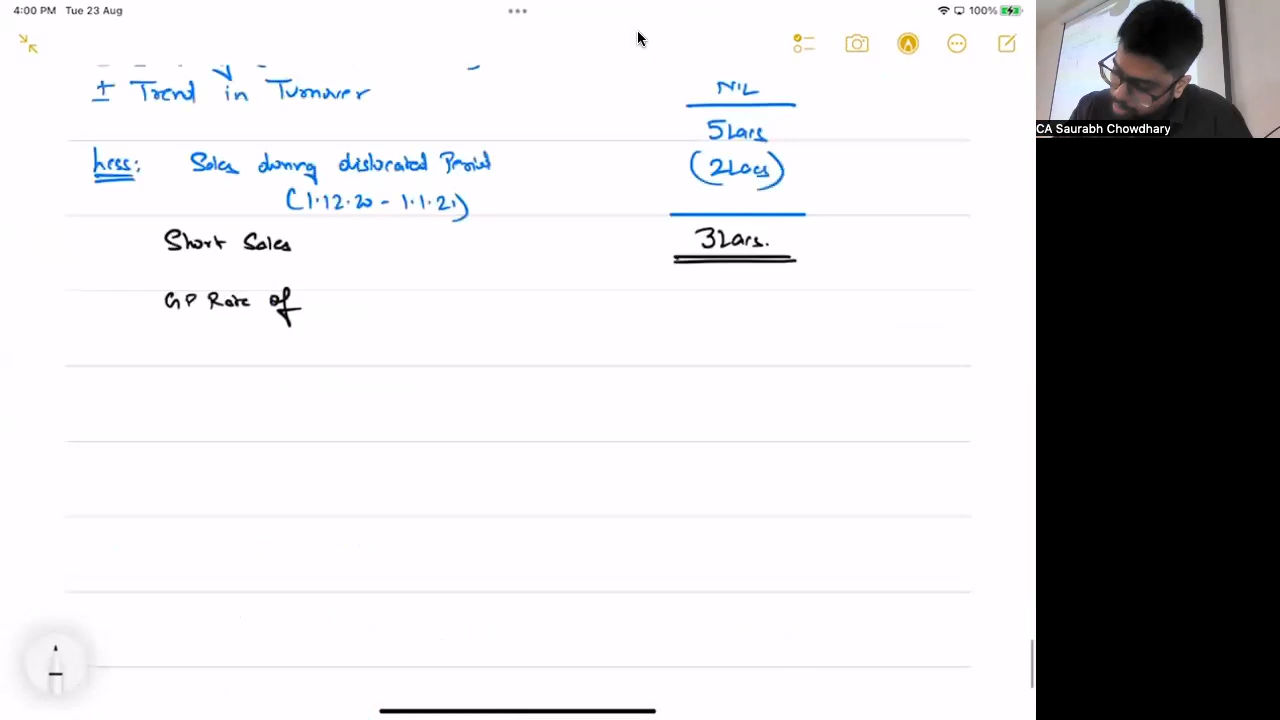 4:00 PM Tue 23 Aug
100%
± Trend in Turnover NIL
5Lacs
Less: Sales during dislocated Period (2Lacs)
(1.12.20 - 1.1.21)
Short Sales 3Lacs.
GP Rate of
CA Saurabh Chowdhary